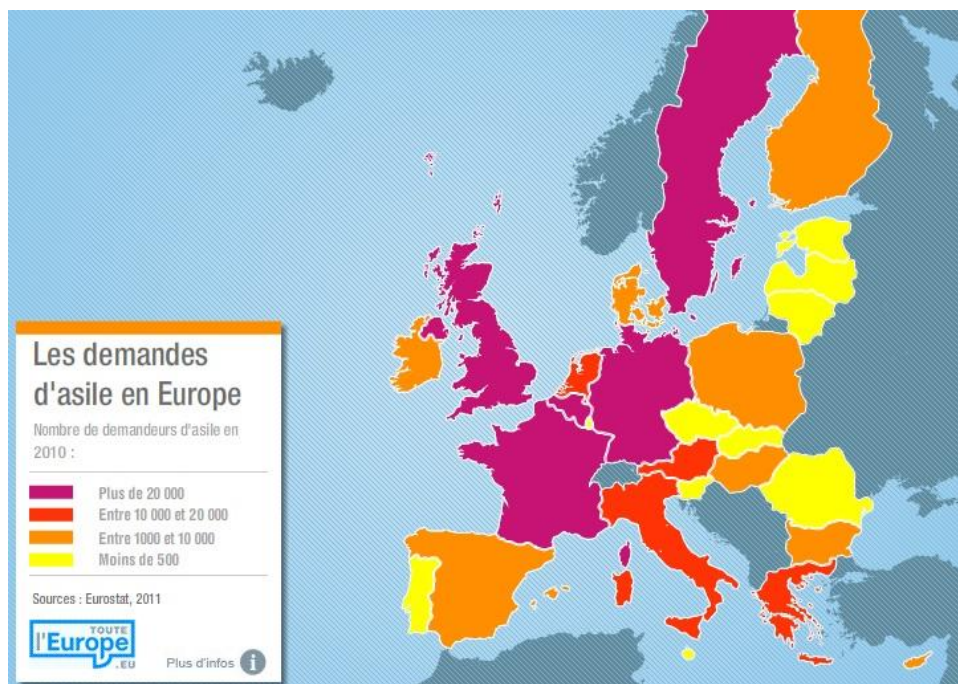 Les demandes
d'asile en Europe
Nombre de demandeurs d'asile en
2010 :
Plus de 20 000
Entre 10 000 et 20 000
Entre 1000 et 10 000
Moins de 500
Sources : Eurostat, 2011
TOUTE
l'Europe
.EU
Plus d'infos i